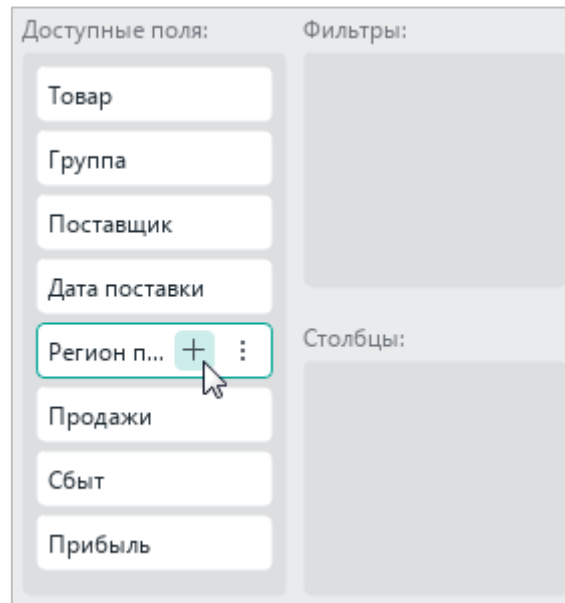 Доступные поля:
Фильтры:
Товар
Группа
Поставщик
Дата поставки
Регион п...
Продажи
Сбыт
Прибыль
Столбцы: